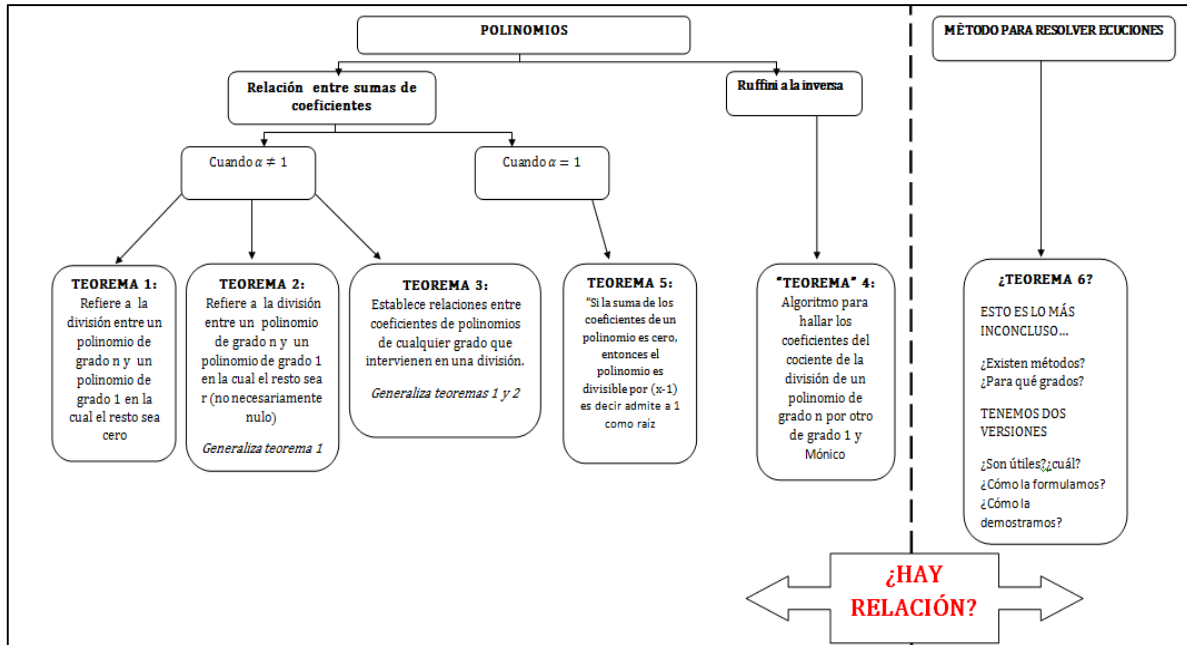 POLINOMIOS
MÉTODO PARA RESOLVER ECUCIONES
Relación entre sumas de
coeficientes
Ruffini a la inversa
Cuando α ≠ 1
Cuando α = 1
TEOREMA 1:
Refiere a la
división entre un
polinomio de
grado n y un
polinomio de
grado 1 en la
cual el resto sea
cero
TEOREMA 2:
Refiere a la división
entre un polinomio
de grado n y un
polinomio de grado 1
en la cual el resto sea
r (no necesariamente
nulo)
Generaliza teorema 1
TEOREMA 3:
Establece relaciones entre
coeficientes de polinomios
de cualquier grado que
intervienen en una división.
Generaliza teoremas 1 y 2
TEOREMA 5:
“Si la suma de los
coeficientes de un
polinomio es cero,
entonces el
polinomio es
divisible por (x-1)
es decir admite a 1
como raíz
“TEOREMA” 4:
Algoritmo para
hallar los
coeficientes del
cociente de la
división de un
polinomio de
grado n por otro
de grado 1 y
Mónico
¿TEOREMA 6?
ESTO ES LO MÁS
INCONCLUSO...
¿Existen métodos?
¿Para qué grados?
TENEMOS DOS
VERSIONES
¿Son útiles?¿cuál?
¿Cómo la formulamos?
¿Cómo la
demostramos?
¿HAY
RELACIÓN?